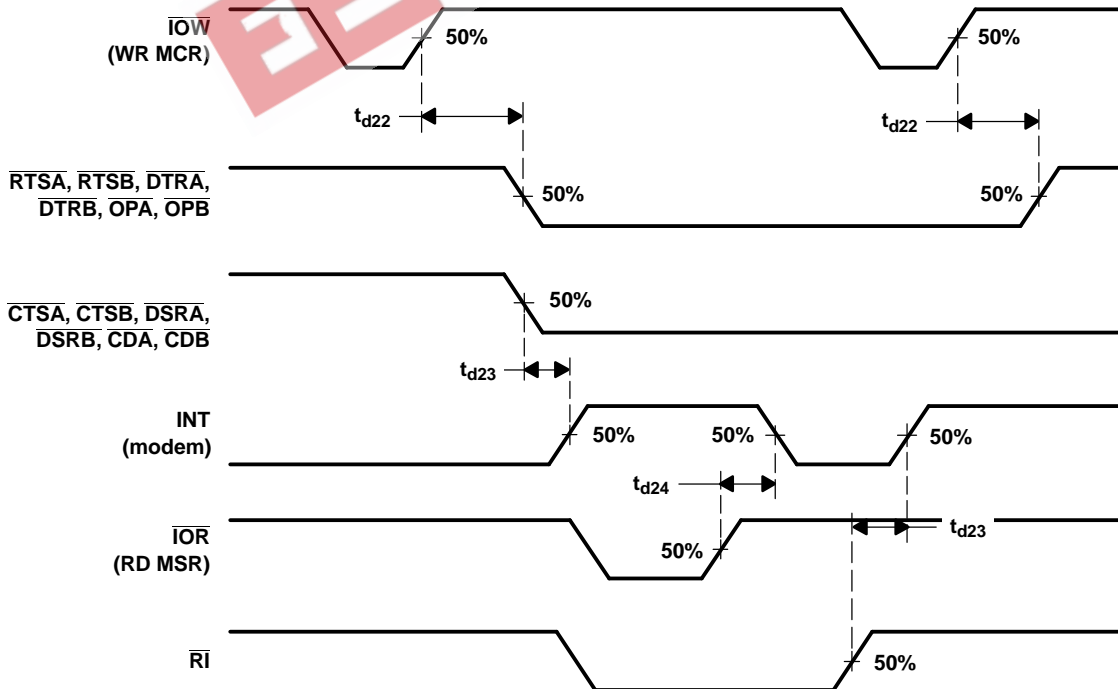 IOW
(WR MCR)
50%
50%
td22
td22
RTSA, RTSB, DTRA,
DTRB, OPA, OPB
50%
50%
CTSA, CTSB, DSRA,
DSRB, CDA, CDB
50%
td23
INT
(modem)
50%
50%
50%
td24
IOR
(RD MSR)
50%
td23
RI
50%